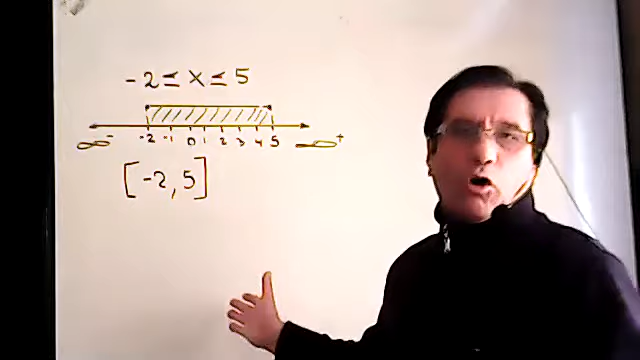 -2 ≤ x ≤ 5
-2 -1 0 1 2 3 4 5
∞⁻ ∞⁺
[-2, 5]